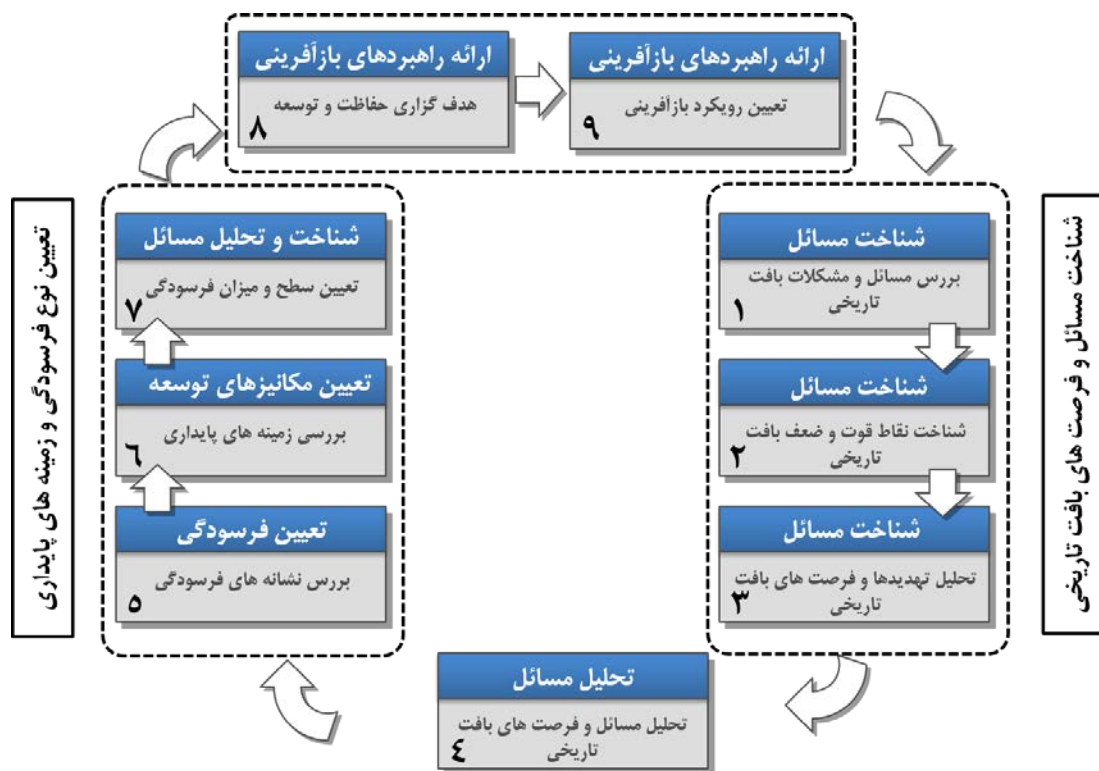 ارائه راهبردهای بازآفرینی
هدف گزاری حفاظت و توسعه
۸
ارائه راهبردهای بازآفرینی
تعیین رویکرد بازآفرینی
۹
شناخت مسائل و فرصت های بافت تاریخی
شناخت مسائل
بررس مسائل و مشکلات بافت
تاریخی
۱
شناخت مسائل
شناخت نقاط قوت و ضعف بافت
تاریخی
۲
شناخت مسائل
تحلیل تهدیدها و فرصت های بافت
تاریخی
۳
تحلیل مسائل
تحلیل مسائل و فرصت های بافت
تاریخی
٤
تعیین نوع فرسودگی و زمینه های پایداری
تعیین فرسودگی
بررس نشانه های فرسودگی
۵
تعیین مکانیزهای توسعه
بررسی زمینه های پایداری
٦
شناخت و تحلیل مسائل
تعیین سطح و میزان فرسودگی
۷